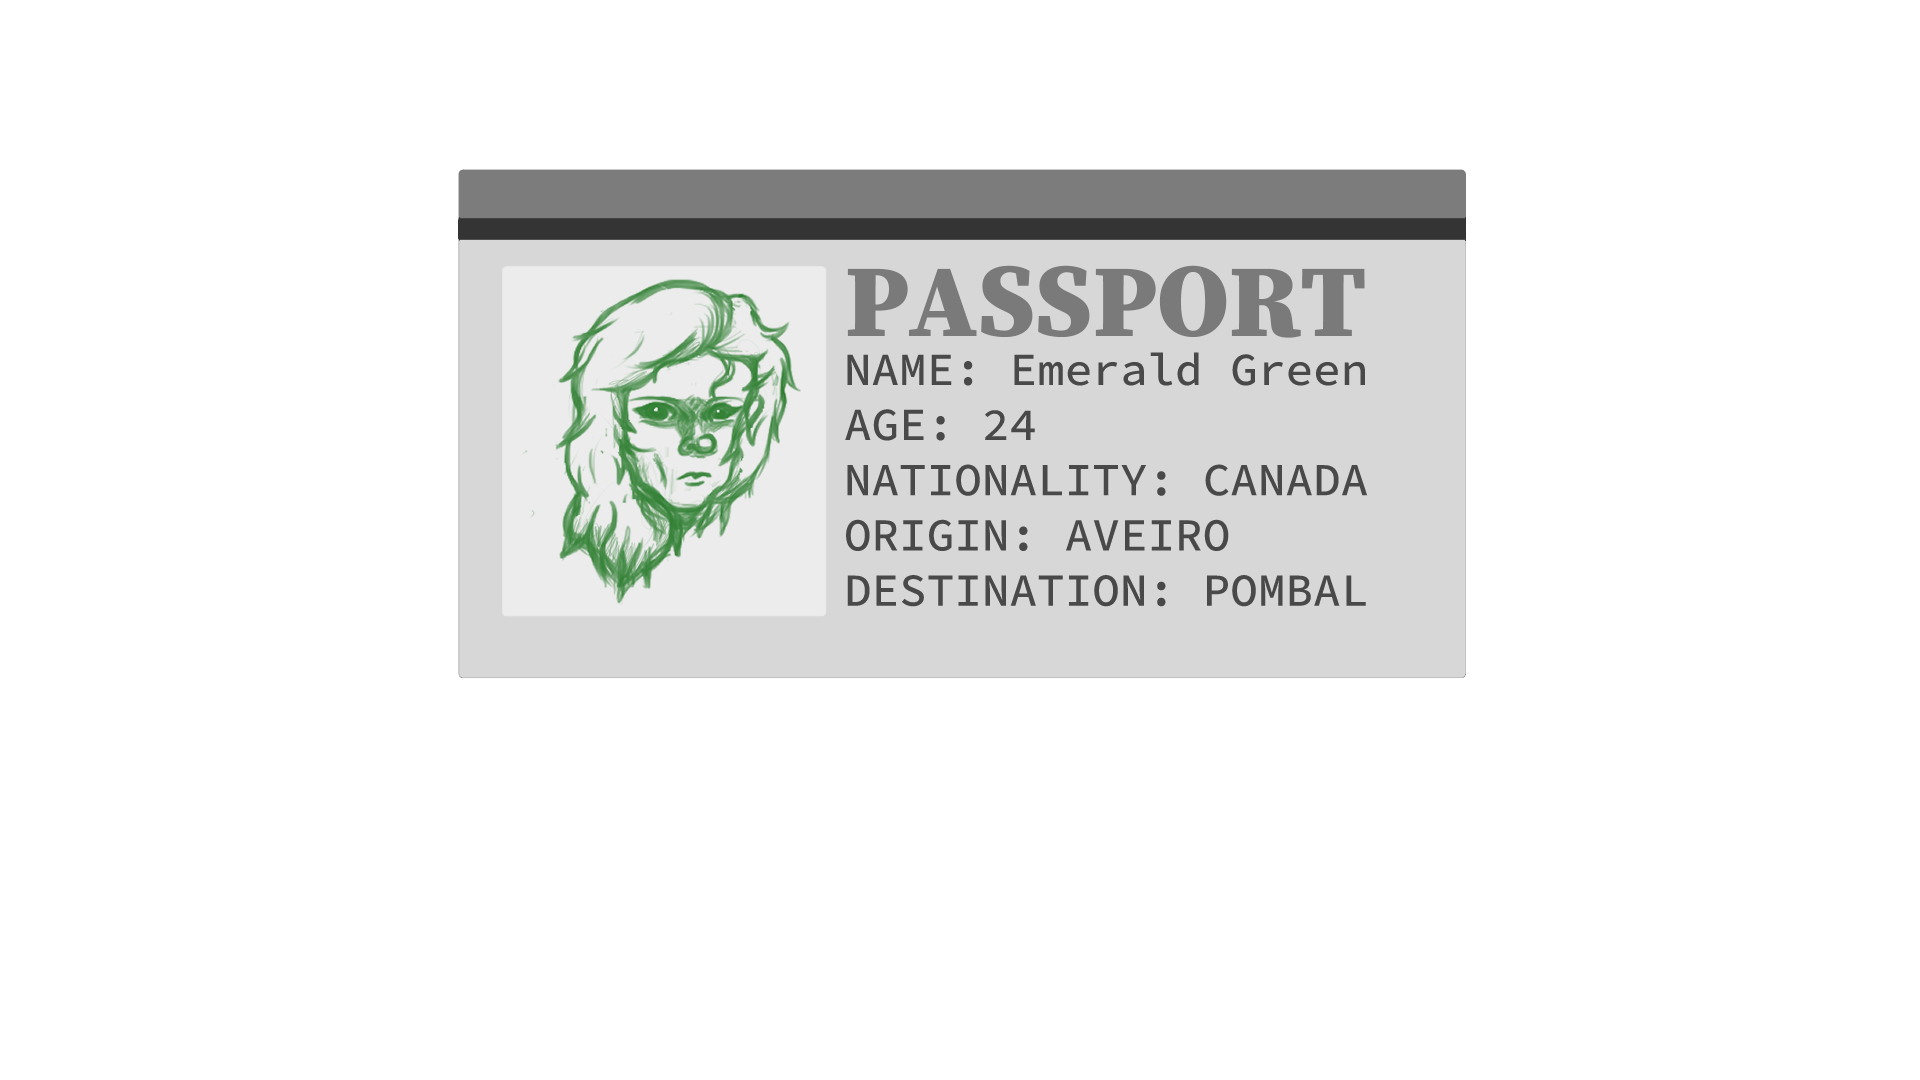 PASSPORT
NAME: Emerald Green
AGE: 24
NATIONALITY: CANADA
ORIGIN: AVEIRO
DESTINATION: POMBAL